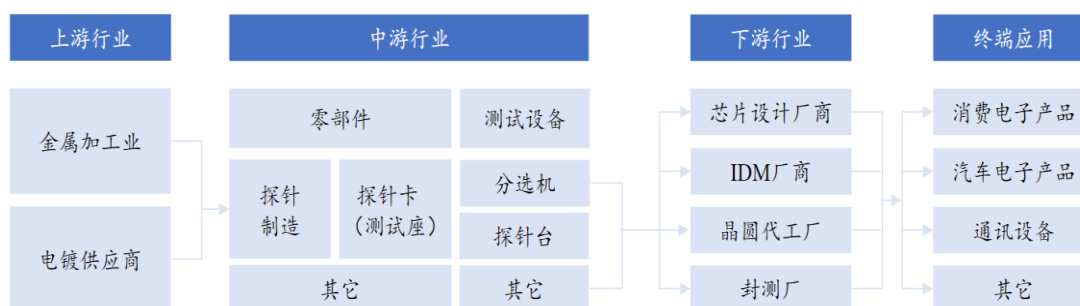 上游行业
中游行业
下游行业
终端应用
金属加工业
电镀供应商
零部件
测试设备
探针
制造
探针卡
（测试座）
分选机
探针台
其它
其它
芯片设计厂商
IDM厂商
晶圆代工厂
封测厂
消费电子产品
汽车电子产品
通讯设备
其它